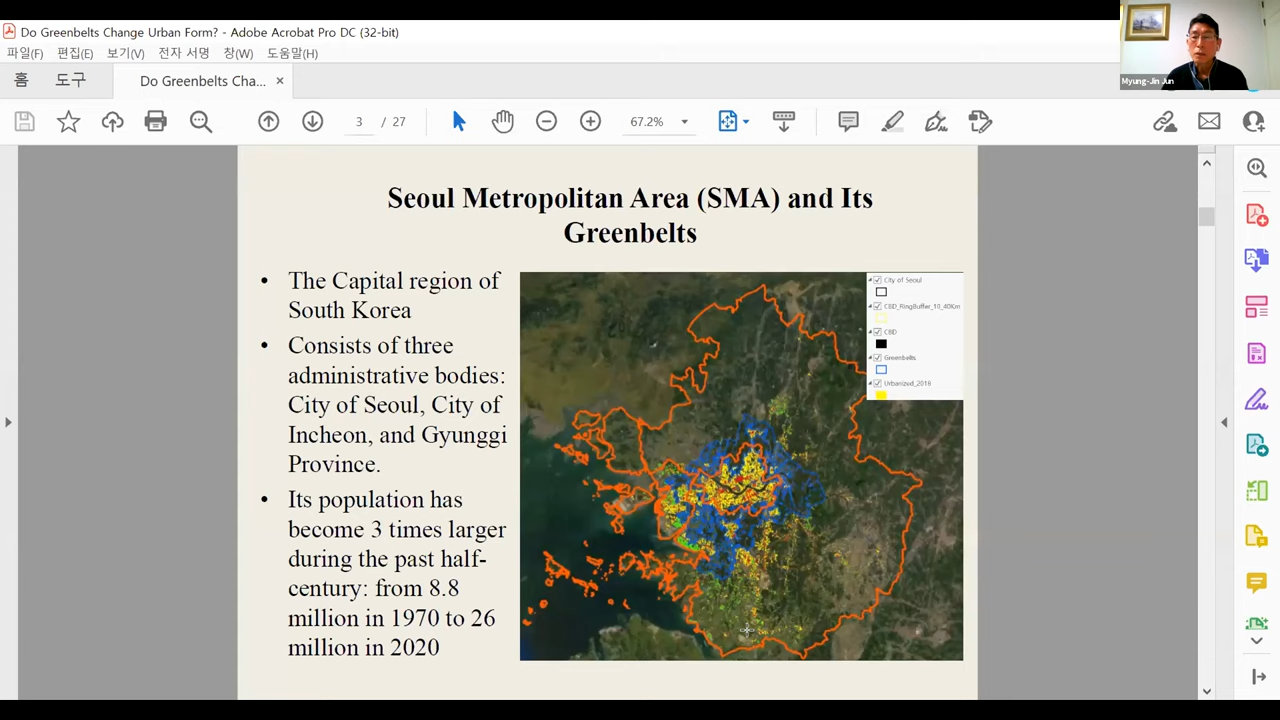 Do Greenbelts Change Urban Form? - Adobe Acrobat Pro DC (32-bit)
파일(F) 편집(E) 보기(V) 전자 서명 창(W) 도움말(H)
홈 도구 Do Greenbelts Cha... ×
3 / 27 67.2%
Myung-Jin Jun
Seoul Metropolitan Area (SMA) and Its
Greenbelts
• The Capital region of
South Korea
• Consists of three
administrative bodies:
City of Seoul, City of
Incheon, and Gyunggi
Province.
• Its population has
become 3 times larger
during the past half-
century: from 8.8
million in 1970 to 26
million in 2020
City of Seoul
CBD_RingBuffer_10_40Km
CBD
Greenbelts
Urbanized_2018